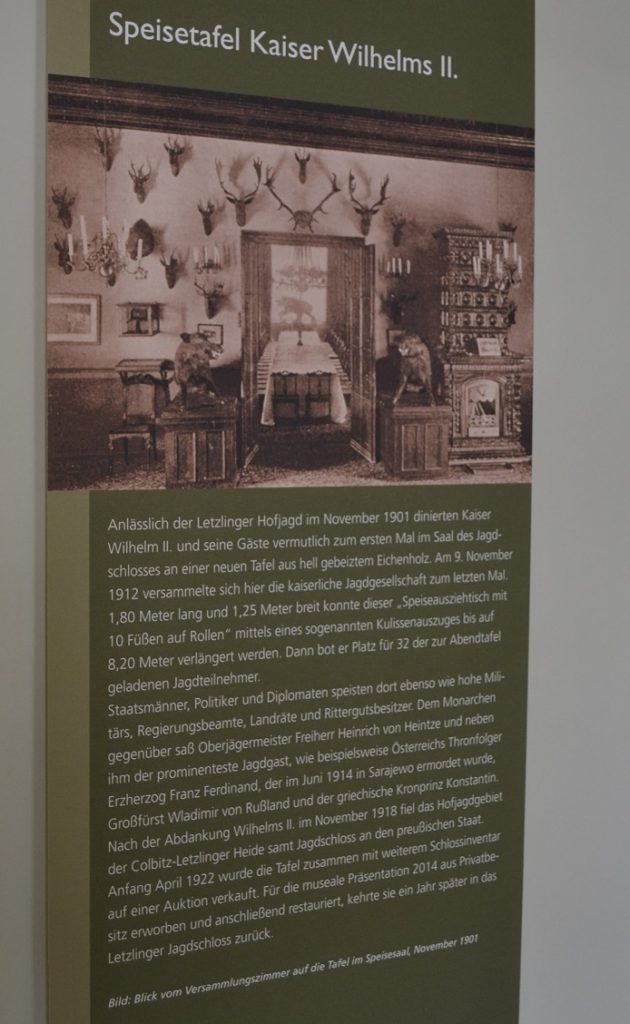 Speisetafel Kaiser Wilhelms II.
Anlässlich der Letzlinger Hofjagd im November 1901 dinierten Kaiser
Wilhelm II. und seine Gäste vermutlich zum ersten Mal im Saal des Jagd-
schlosses an einer neuen Tafel aus hell gebeiztem Eichenholz. Am 9. November
1912 versammelte sich hier die kaiserliche Jagdgesellschaft zum letzten Mal.
1,80 Meter lang und 1,25 Meter breit konnte dieser „Speiseausziehtisch mit
10 Füßen auf Rollen“ mittels eines sogenannten Kulissenauszuges bis auf
8,20 Meter verlängert werden. Dann bot er Platz für 32 der zur Abendtafel
geladenen Jagdteilnehmer.
Staatsmänner, Politiker und Diplomaten speisten dort ebenso wie hohe Mili-
tärs, Regierungsbeamte, Landräte und Rittergutsbesitzer. Dem Monarchen
gegenüber saß Oberjägermeister Freiherr Heinrich von Heintze und neben
ihm der prominenteste Jagdgast, wie beispielsweise Österreichs Thronfolger
Erzherzog Franz Ferdinand, der im Juni 1914 in Sarajewo ermordet wurde,
Großfürst Wladimir von Rußland und der griechische Kronprinz Konstantin.
Nach der Abdankung Wilhelms II. im November 1918 fiel das Hofjagdgebiet
der Colbitz-Letzlinger Heide samt Jagdschloss an den preußischen Staat.
Anfang April 1922 wurde die Tafel zusammen mit weiterem Schlossinventar
auf einer Auktion verkauft. Für die museale Präsentation 2014 aus Privatbe-
sitz erworben und anschließend restauriert, kehrte sie ein Jahr später in das
Letzlinger Jagdschloss zurück.
Bild: Blick vom Versammlungszimmer auf die Tafel im Speisesaal, November 1901